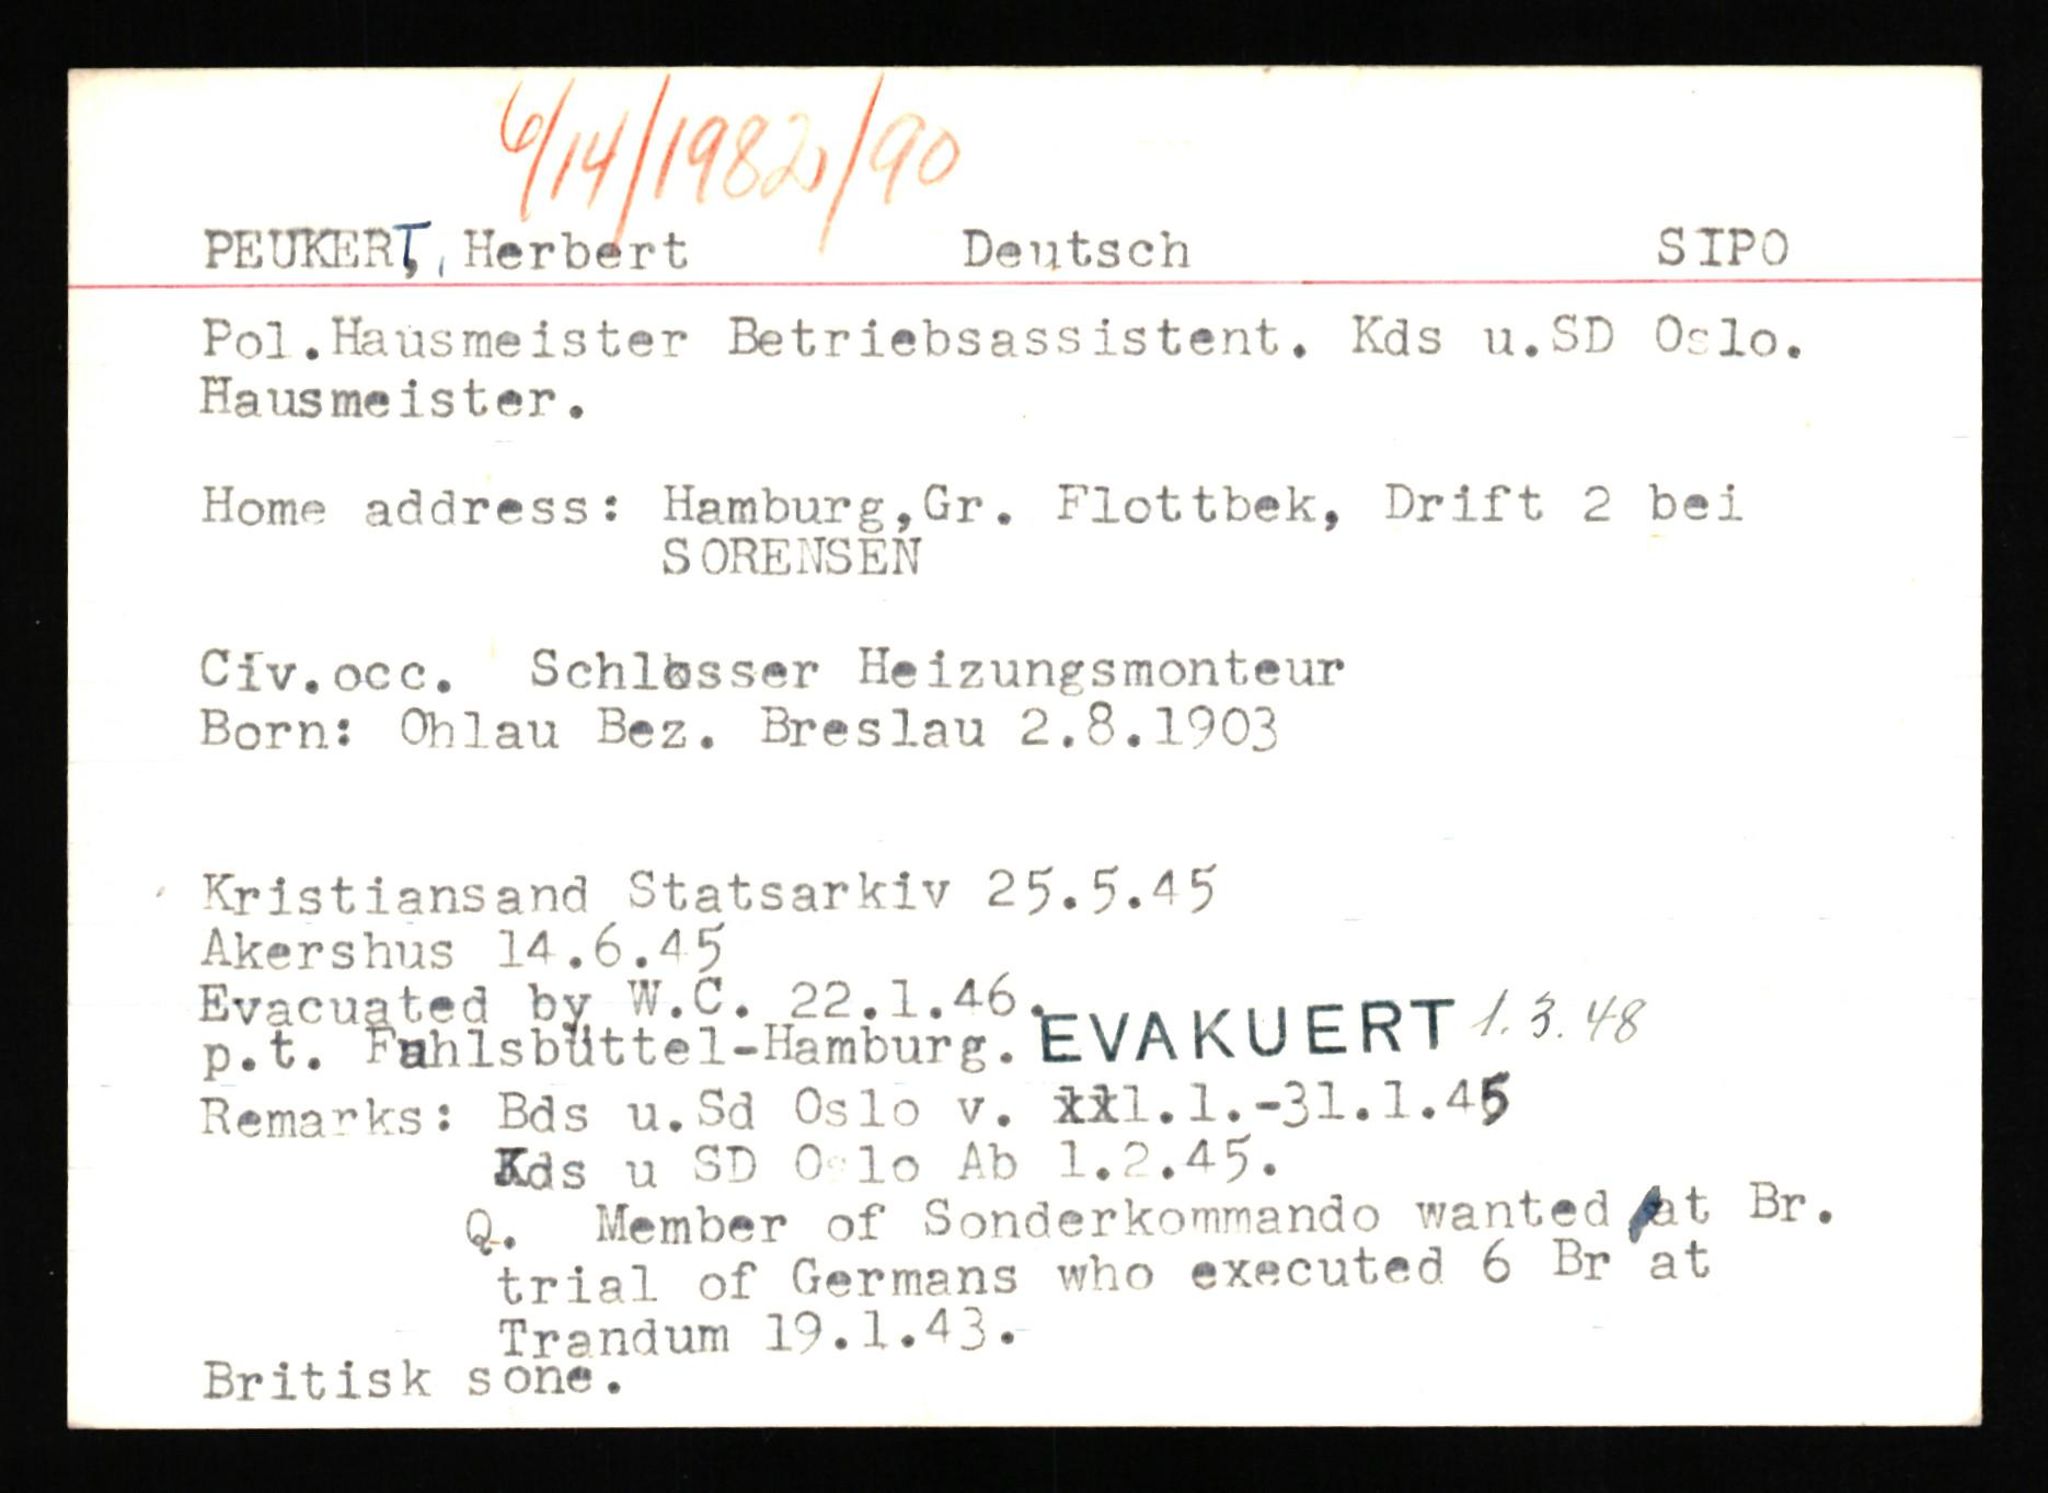 6/14/1982/90
PEUKERT, Herbert Deutsch SIPO
Pol.Hausmeister Betriebsassistent. Kds u.SD Oslo.
Hausmeister.
Home address: Hamburg,Gr. Flottbek, Drift 2 bei
SORENSEN
Civ.occ. Schlosser Heizungsmonteur
Born: Ohlau Bez. Breslau 2.8.1903
Kristiansand Statsarkiv 25.5.45
Akershus 14.6.45
Evacuated by W.C. 22.1.46.
p.t. Fuhlsbüttel-Hamburg. EVAKUERT 1.3.48
Remarks: Bds u.Sd Oslo v. 1.1.-31.1.45
Kds u SD Oslo Ab 1.2.45.
Q. Member of Sonderkommando wanted at Br.
trial of Germans who executed 6 Br at
Trandum 19.1.43.
Britisk sone.